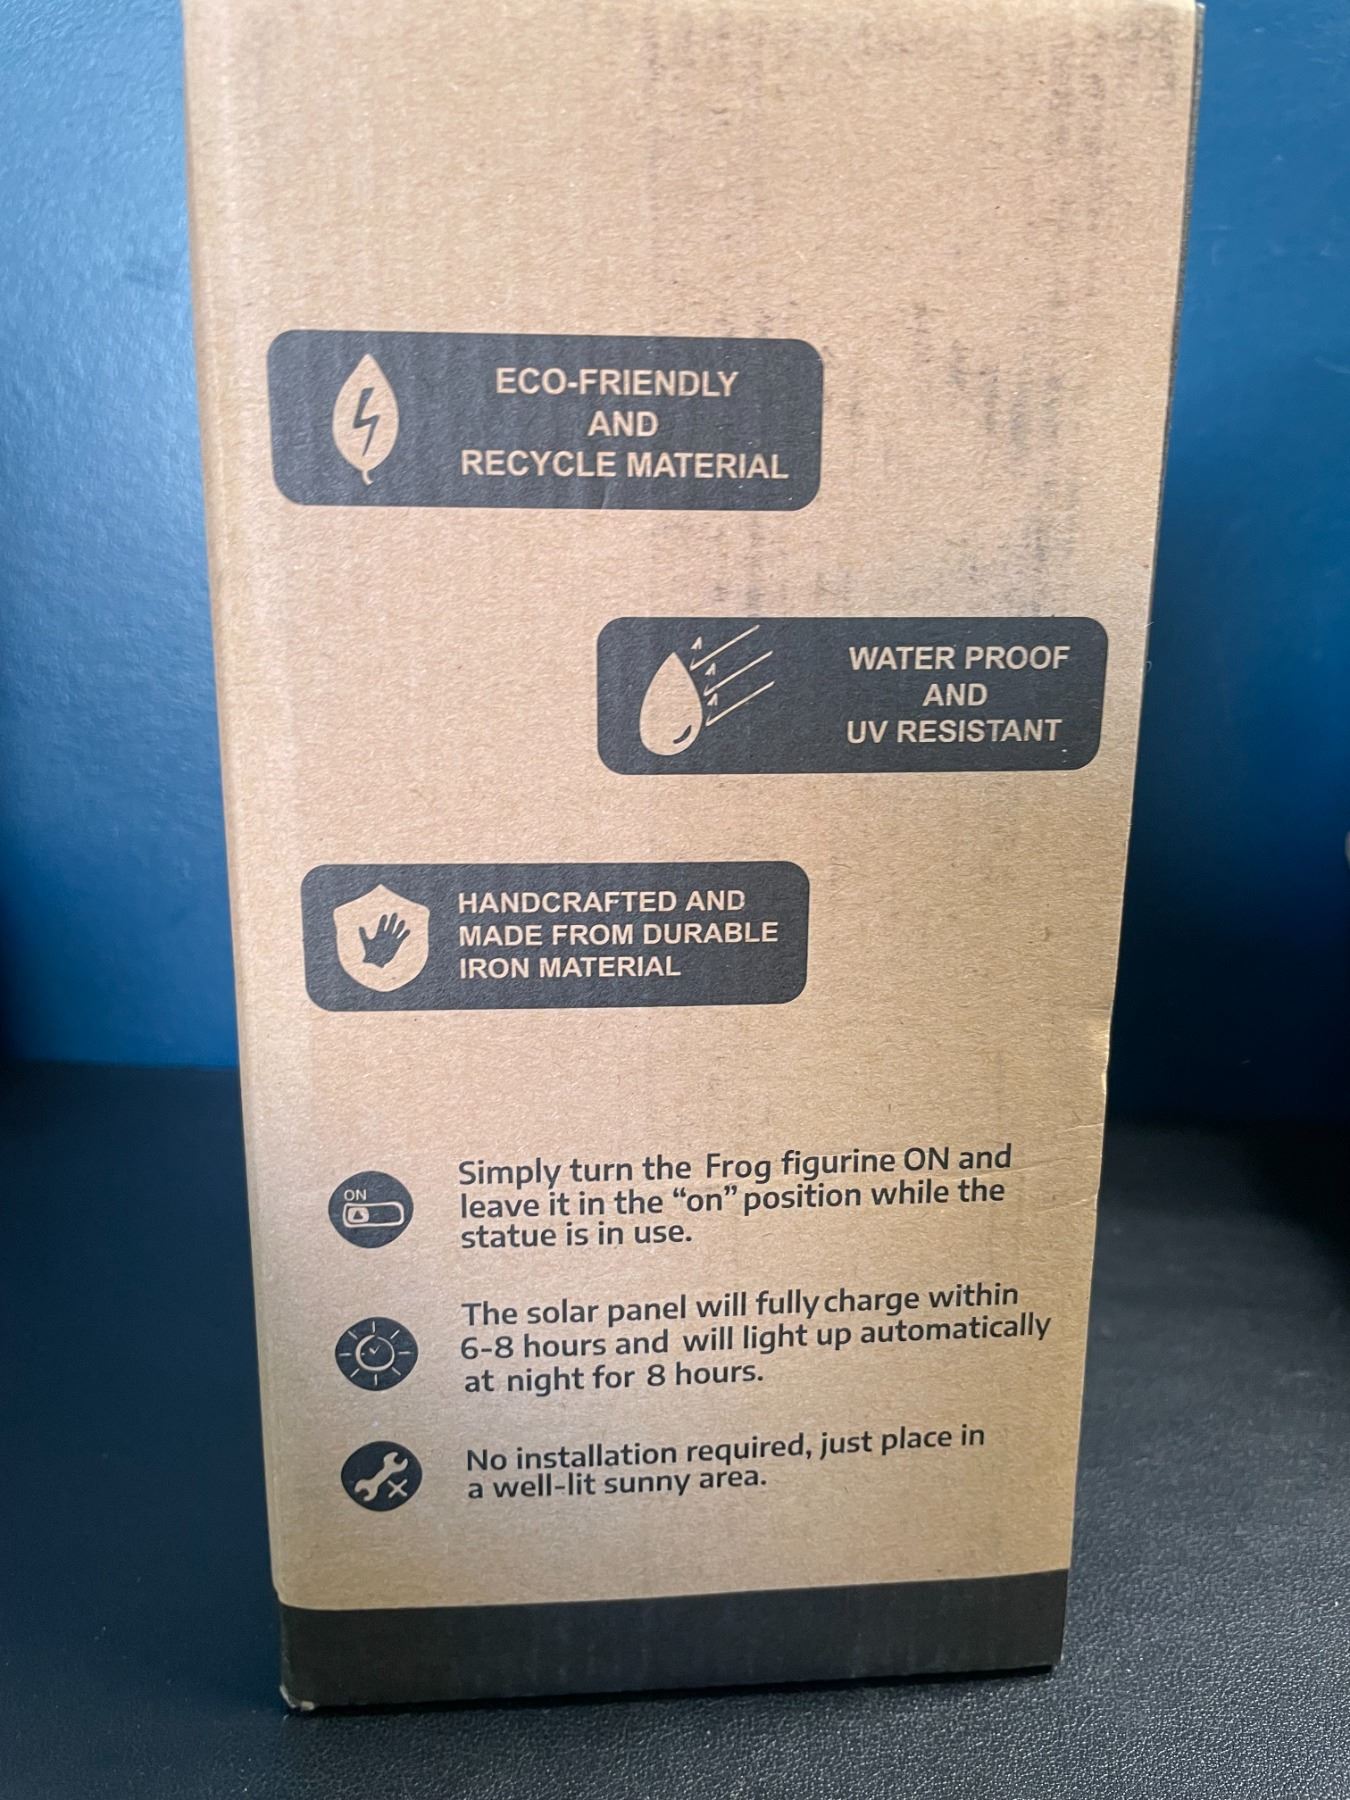 ECO-FRIENDLY
AND
RECYCLE MATERIAL
WATER PROOF
AND
UV RESISTANT
HANDCRAFTED AND
MADE FROM DURABLE
IRON MATERIAL
ON
Simply turn the Frog figurine ON and
leave it in the “on” position while the
statue is in use.
The solar panel will fully charge within
6-8 hours and will light up automatically
at night for 8 hours.
No installation required, just place in
a well-lit sunny area.